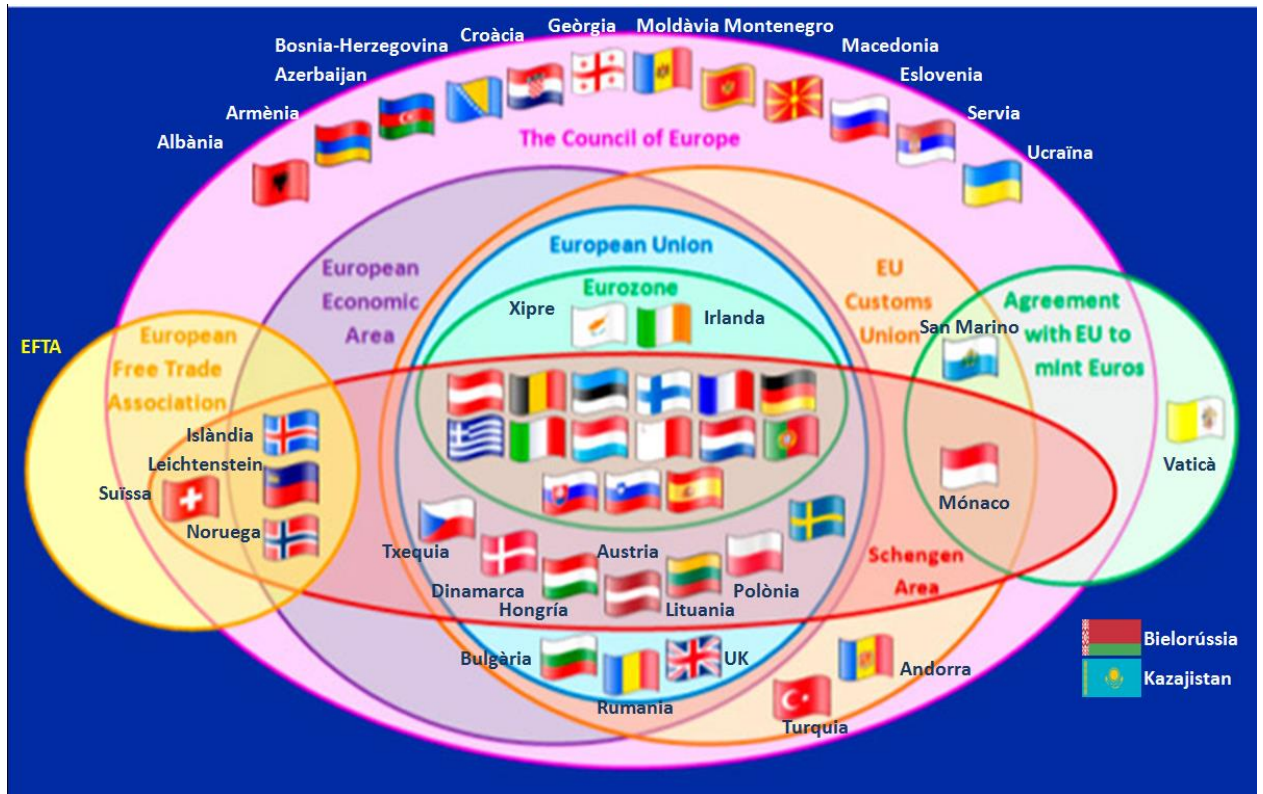 Geòrgia
Moldàvia Montenegro
Croàcia
Bosnia-Herzegovina
Macedonia
Azerbaijan
Eslovenia
Armènia
Servia
Albània
The Council of Europe
Ucraïna
European Union
European
Economic
Area
EU
Customs
Union
Eurozone
Xipre
Irlanda
Agreement
with EU to
mint Euros
San Marino
EFTA
European
Free Trade
Association
Islàndia
Leichtenstein
Suïssa
Noruega
Vaticà
Mónaco
Txequia
Austria
Schengen
Area
Dinamarca
Polònia
Hongría
Lituania
Bielorússia
Bulgària
UK
Andorra
Kazajistan
Rumania
Turquia